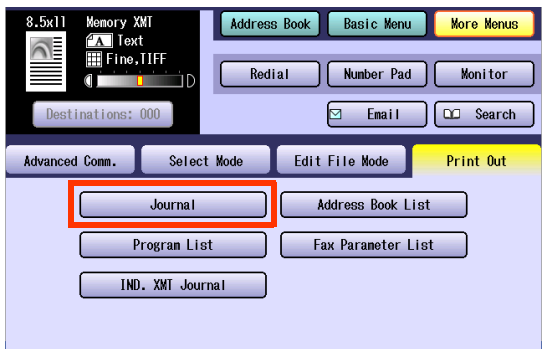 8.5x11 Memory XMT
A Text
Fine,TIFF
D
Destinations: 000
Address Book Basic Menu More Menus
Redial Number Pad Monitor
Email Search
Advanced Comm. Select Mode Edit File Mode Print Out
Journal Address Book List
Program List Fax Parameter List
IND. XMT Journal